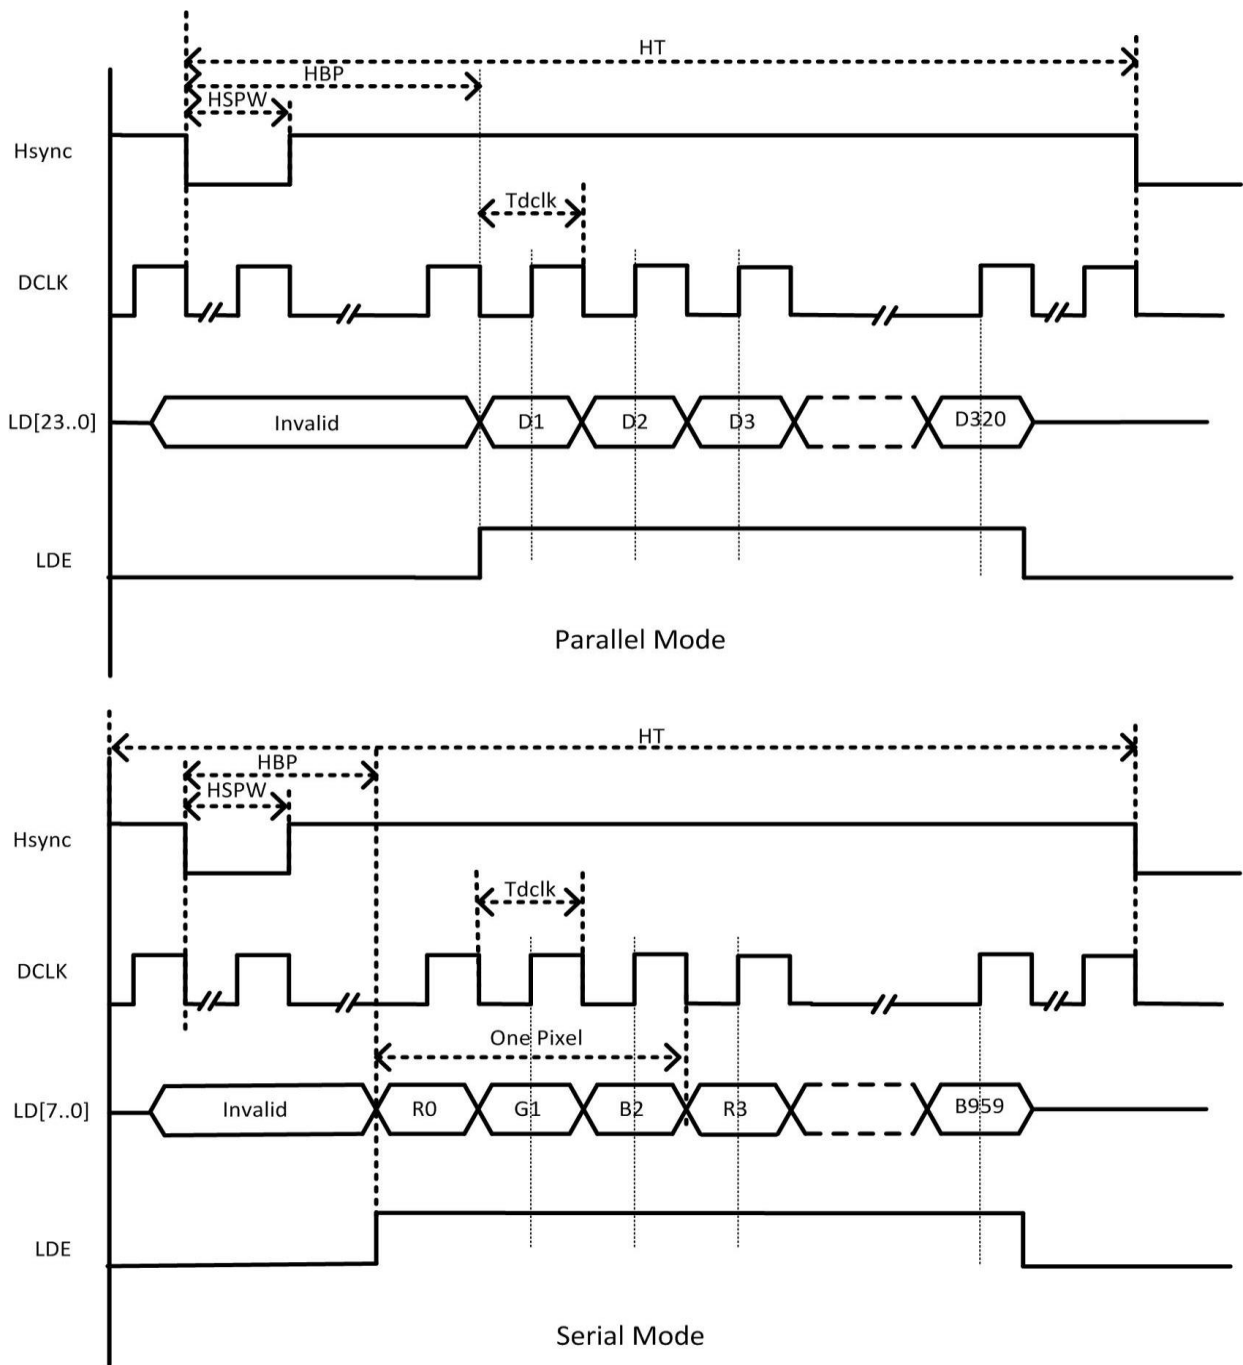 HT
HBP
HSPW
Hsync
Tdclk
DCLK
LD[23..0] Invalid D1 D2 D3 D320
LDE
Parallel Mode
HT
HBP
HSPW
Hsync
Tdclk
DCLK
One Pixel
LD[7..0] Invalid R0 G1 B2 R3 B959
LDE
Serial Mode